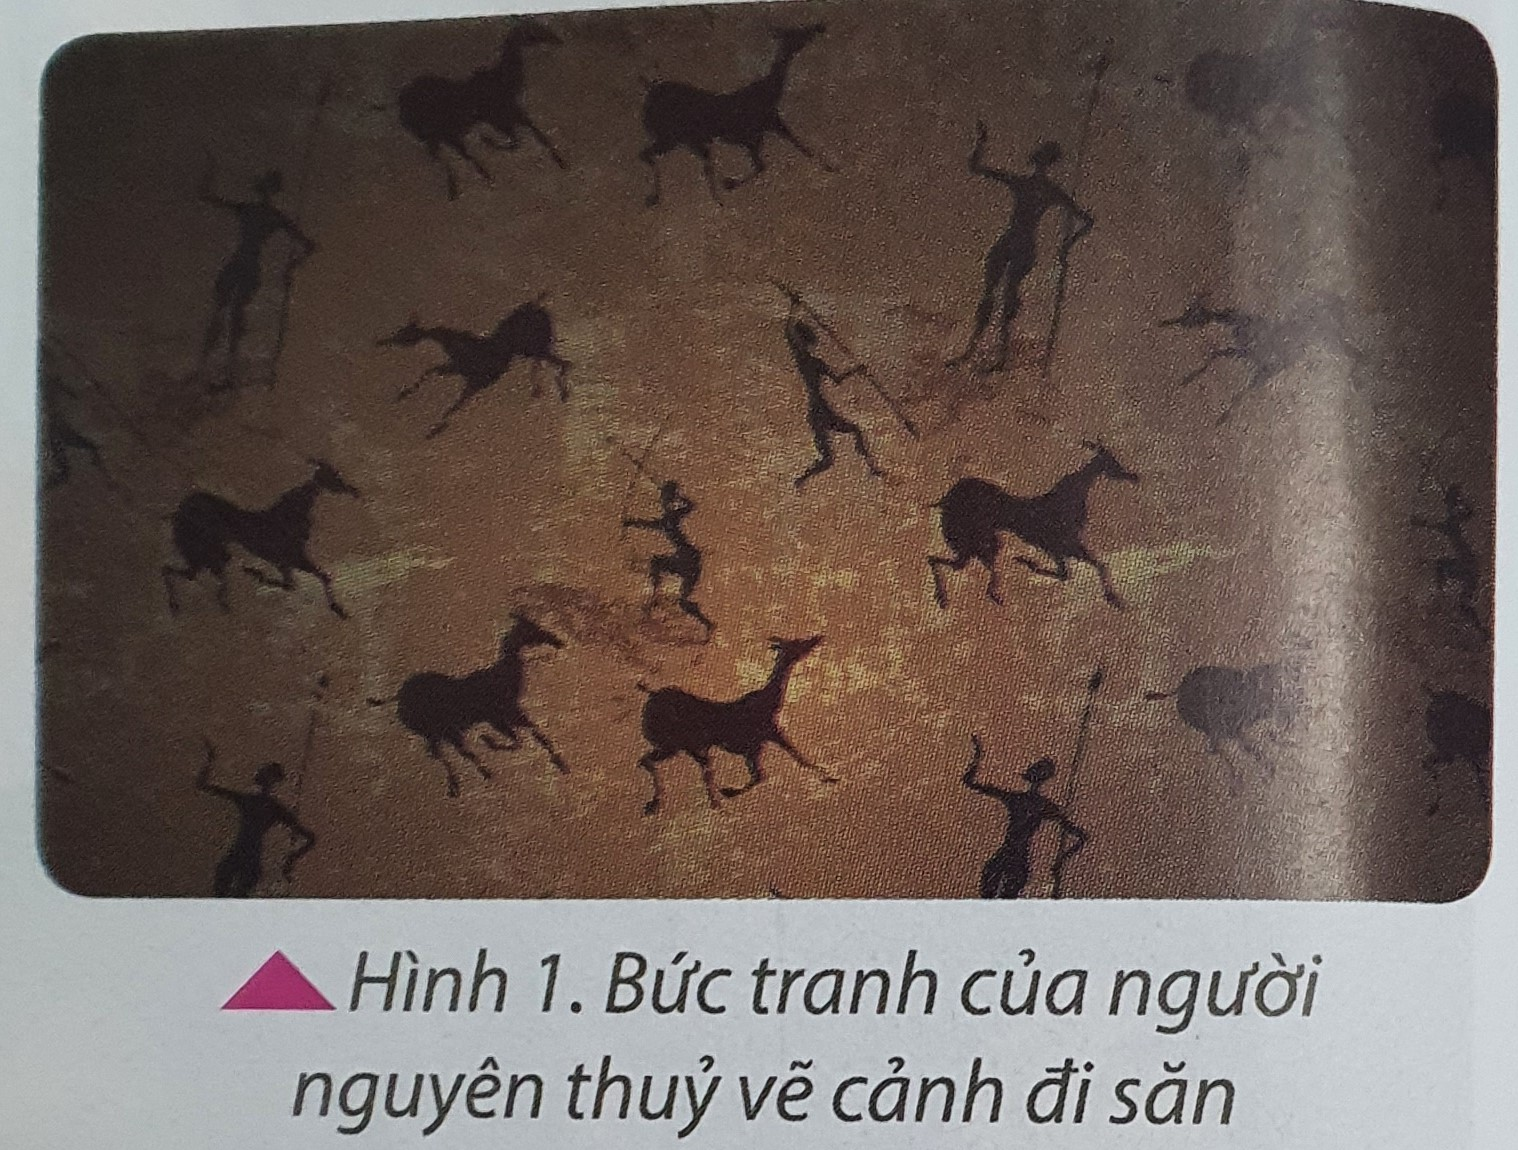 Hình 1. Bức tranh của người
nguyên thuỷ vẽ cảnh đi săn